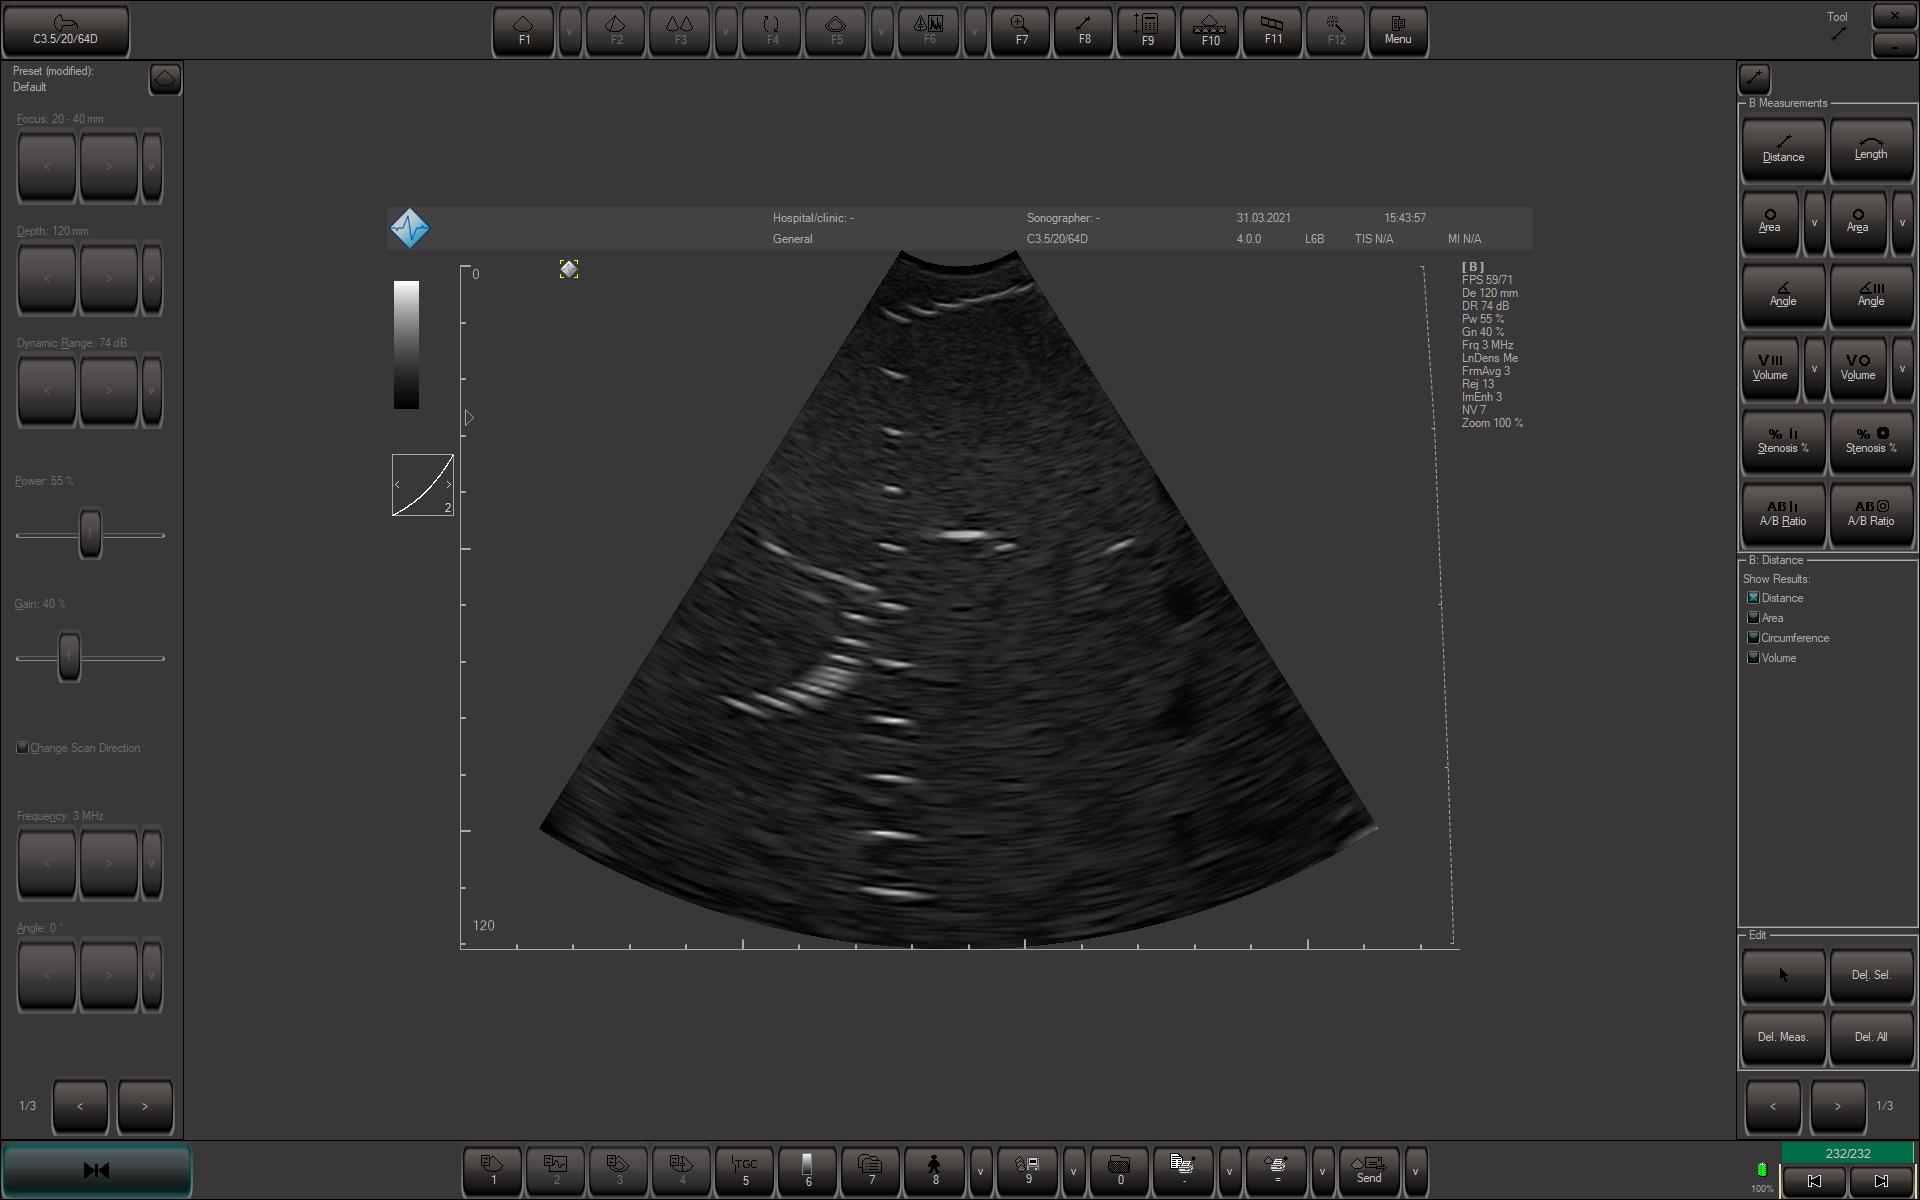 C3.5/20/64D
F1
v
F2
F3
v
F4
F5
v
F6
v
F7
F8
F9
F10
F11
F12
Menu
Tool
Preset (modified):
Default
Focus: 20 - 40 mm
< > v
Depth: 120 mm
< > v
Dynamic Range: 74 dB
< > v
Power: 55 %
Gain: 40 %
Change Scan Direction
Frequency: 3 MHz
< > v
Angle: 0 °
< > v
1/3 < >
Hospital/clinic: - Sonographer: - 31.03.2021 15:43:57
General C3.5/20/64D 4.0.0 L6B TIS N/A MI N/A
0
120
< >
2
[B]
FPS 59/71
De 120 mm
DR 74 dB
Pw 55 %
Gn 40 %
Frq 3 MHz
LnDens Me
FrmAvg 3
Rej 13
ImEnh 3
NV 7
Zoom 100 %
B Measurements
Distance
Length
Area
v
Area
v
Angle
Angle
V
Volume
v
V
Volume
v
%
Stenosis %
%
Stenosis %
AB
A/B Ratio
AB
A/B Ratio
B: Distance
Show Results:
Distance
Area
Circumference
Volume
Edit
Del. Sel.
Del. Meas.
Del. All
< > 1/3
1
2
3
4
TGC
5
6
7
8
v
9
v
0
-
v
=
v
Send
v
100%
232/232